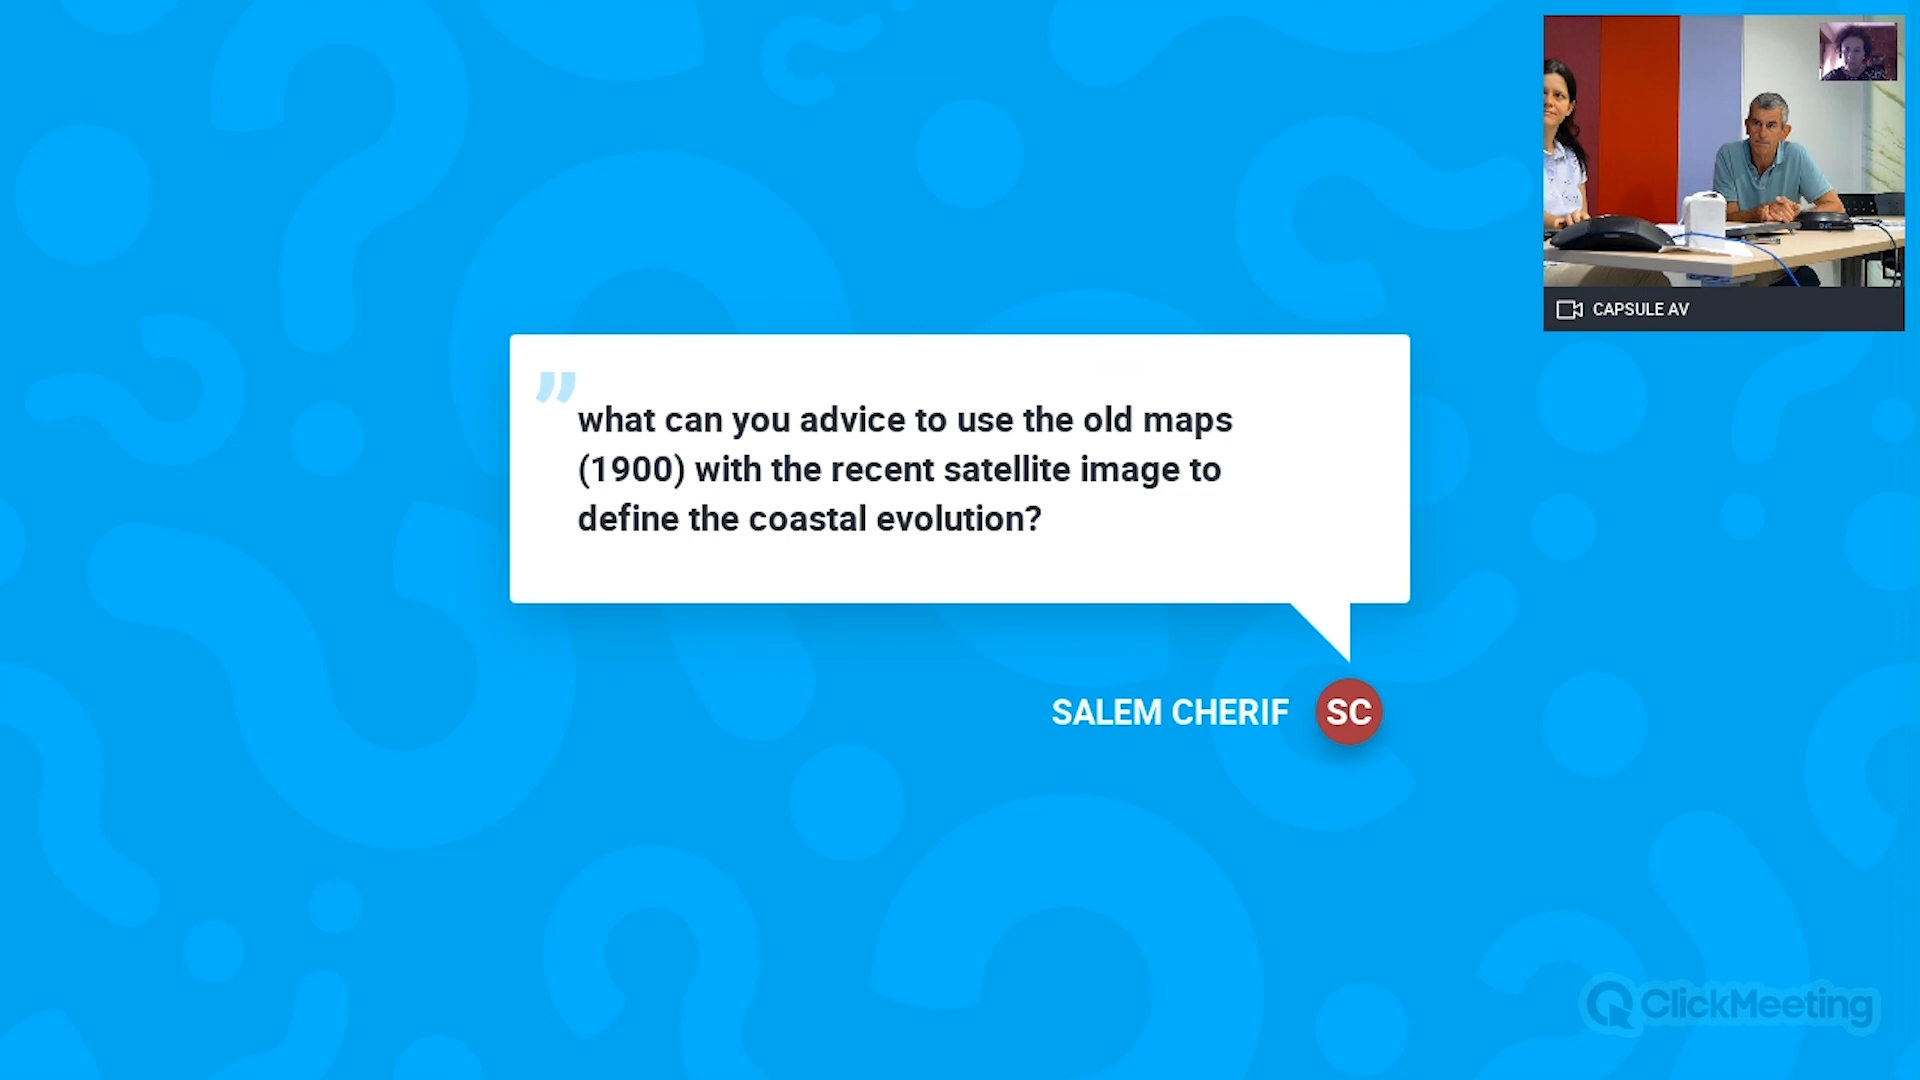 CAPSULE AV
”
what can you advice to use the old maps
(1900) with the recent satellite image to
define the coastal evolution?
SALEM CHERIF
SC
ClickMeeting